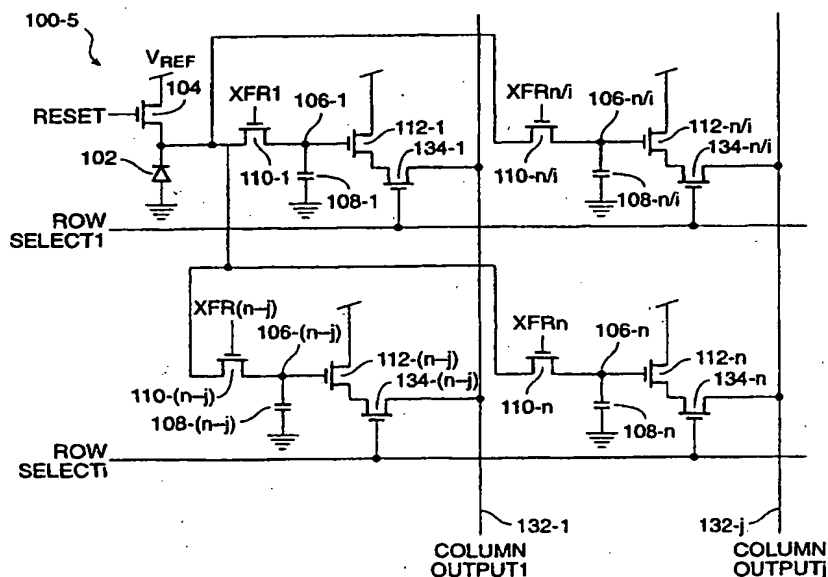 100-5
VREF
104
RESET
102
XFR1
106-1
112-1
134-1
110-1
108-1
XFRn/i
106-n/i
112-n/i
134-n/i
110-n/i
108-n/i
ROW
SELECT1
XFR(n–j)
106-(n–j)
112-(n–j)
134-(n–j)
110-(n–j)
108-(n–j)
XFRn
106-n
112-n
134-n
110-n
108-n
ROW
SELECTi
132-1
132-j
COLUMN
OUTPUT1
COLUMN
OUTPUTj